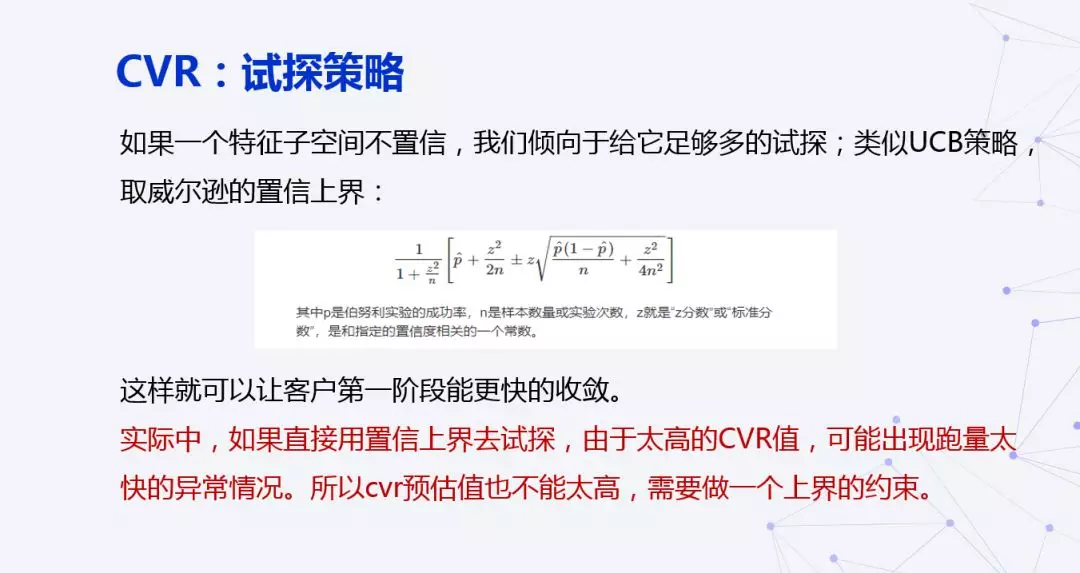 CVR：试探策略
如果一个特征子空间不置信，我们倾向于给它足够多的试探；类似UCB策略，
取威尔逊的置信上界：
\frac{1}{1+\frac{z^2}{n}}\left[\hat{p}+\frac{z^2}{2n}\pm z\sqrt{\frac{\hat{p}(1-\hat{p})}{n}+\frac{z^2}{4n^2}}\right]
其中p是伯努利实验的成功率，n是样本数量或实验次数，z就是“z分数”或“标准分
数”，是和指定的置信度相关的一个常数。
这样就可以让客户第一阶段能更快的收敛。
实际中，如果直接用置信上界去试探，由于太高的CVR值，可能出现跑量太
快的异常情况。所以cvr预估值也不能太高，需要做一个上界的约束。